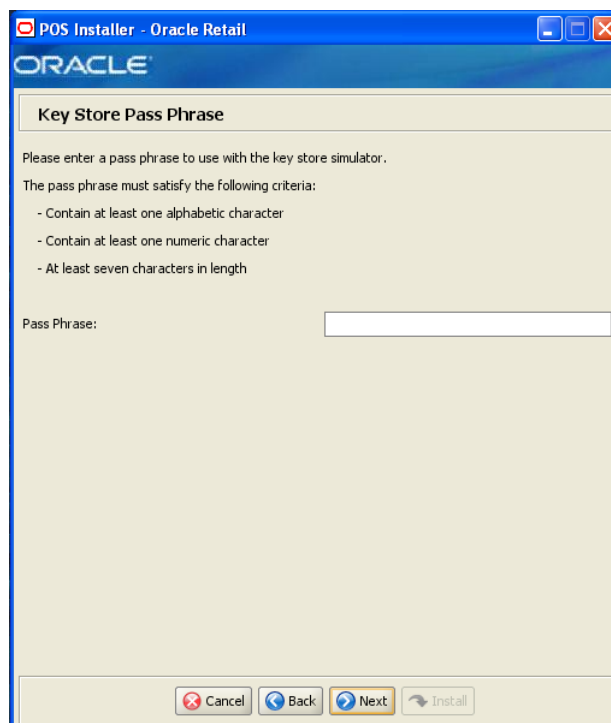 POS Installer - Oracle Retail
ORACLE
Key Store Pass Phrase
Please enter a pass phrase to use with the key store simulator.
The pass phrase must satisfy the following criteria:
- Contain at least one alphabetic character
- Contain at least one numeric character
- At least seven characters in length
Pass Phrase:
Cancel Back Next Install